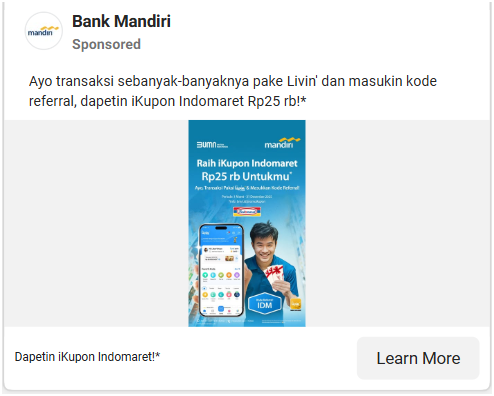 mandiri
Bank Mandiri
Sponsored
Ayo transaksi sebanyak-banyaknya pake Livin' dan masukin kode
referral, dapetin iKupon Indomaret Rp25 rb!*
BUMN
mandiri
Raih iKupon Indomaret
Rp25 rb Untukmu*
Ayo Transaksi Pakai Livin' & Masukkan Kode Referral!
Indomaret
IDM
Dapetin iKupon Indomaret!*
Learn More